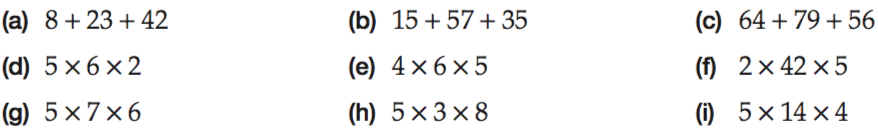 (a) 8 + 23 + 42 (b) 15 + 57 + 35 (c) 64 + 79 + 56
(d) 5 × 6 × 2 (e) 4 × 6 × 5 (f) 2 × 42 × 5
(g) 5 × 7 × 6 (h) 5 × 3 × 8 (i) 5 × 14 × 4